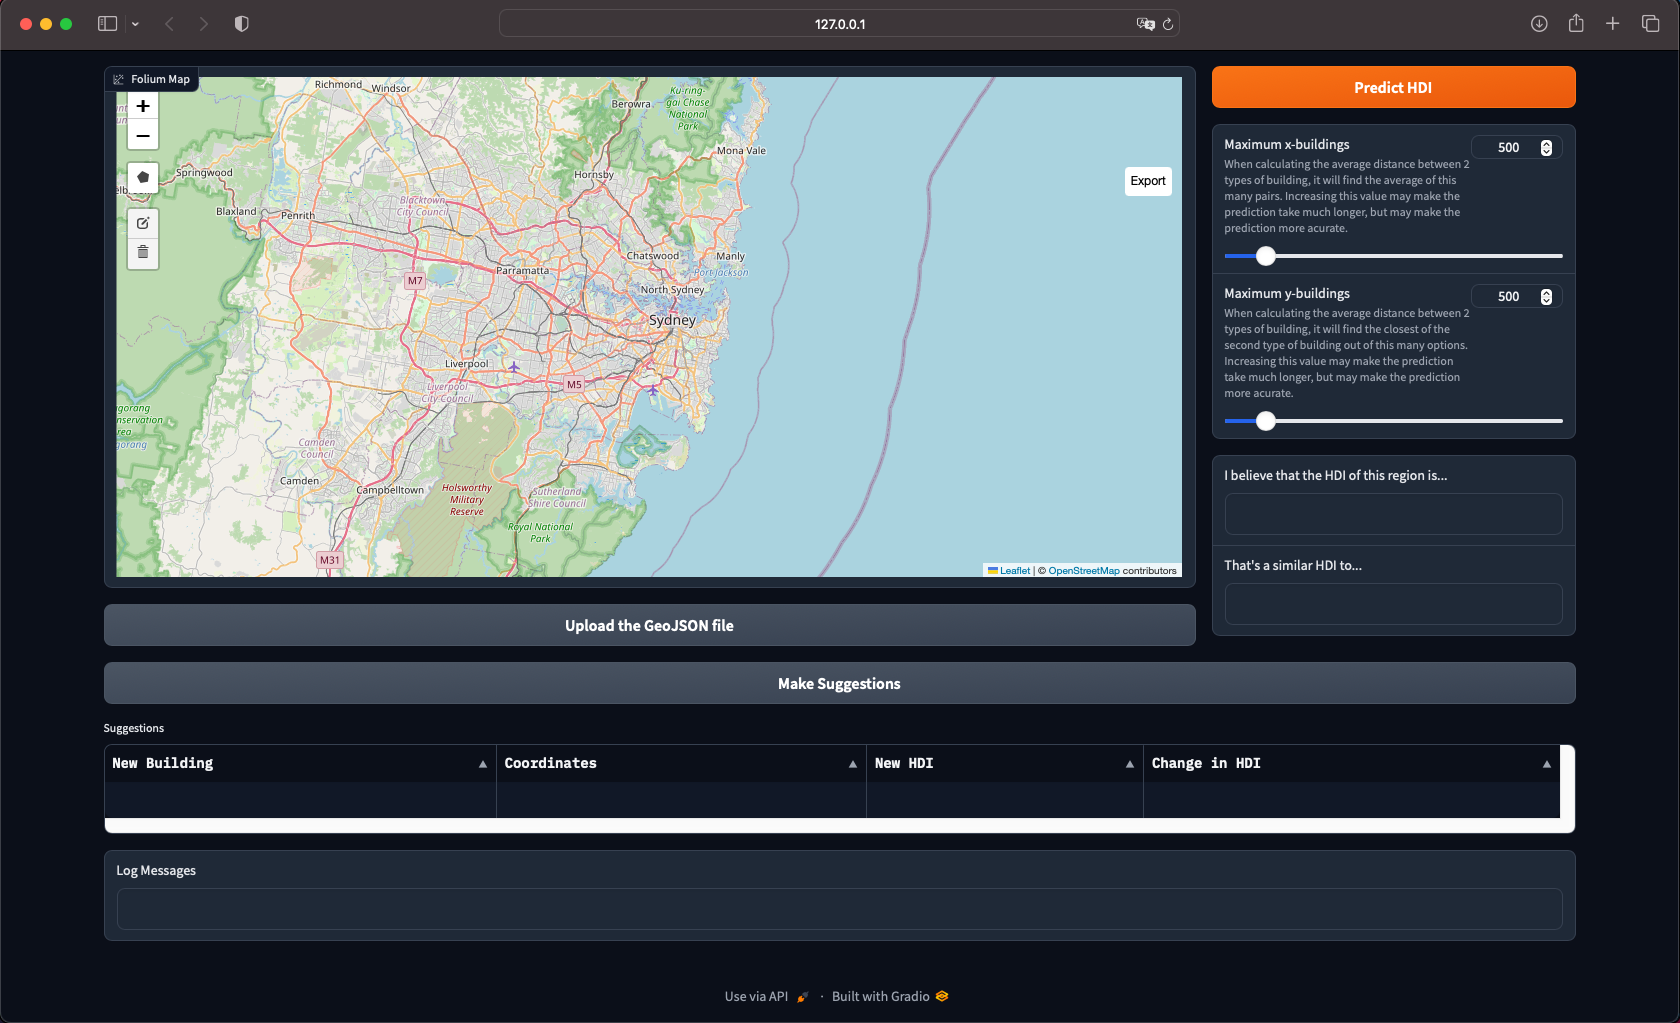 127.0.0.1
Folium Map
+
−
Richmond
Windsor
Berowra
Ku-ring-
gai Chase
National
Park
Mona Vale
Springwood
Hornsby
Blaxland
Penrith
Blacktown
City Council
Chatswood
Manly
Parramatta
Port Jackson
M7
North Sydney
Sydney
Liverpool
M5
Liverpool
City Council
gorang
nservation
rea
gorang
Camden
Council
Camden
Campbelltown
Holsworthy
Military
Reserve
Sutherland
Shire Council
Royal National
Park
M31
Export
Leaflet | © OpenStreetMap contributors
Upload the GeoJSON file
Predict HDI
Maximum x-buildings
500
When calculating the average distance between 2
types of building, it will find the average of this
many pairs. Increasing this value may make the
prediction take much longer, but may make the
prediction more acurate.
Maximum y-buildings
500
When calculating the average distance between 2
types of building, it will find the closest of the
second type of building out of this many options.
Increasing this value may make the prediction
take much longer, but may make the prediction
more acurate.
I believe that the HDI of this region is...
That's a similar HDI to...
Make Suggestions
Suggestions
New Building
Coordinates
New HDI
Change in HDI
Log Messages
Use via API · Built with Gradio